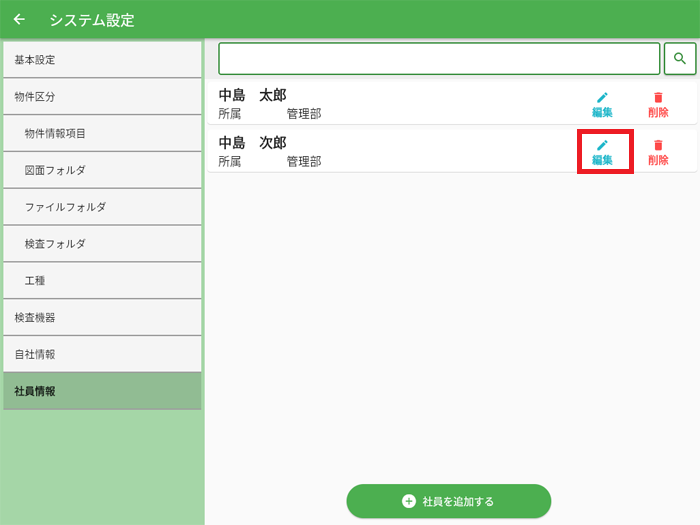 システム設定
基本設定
物件区分
物件情報項目
図面フォルダ
ファイルフォルダ
検査フォルダ
工種
検査機器
自社情報
社員情報
中島　太郎
所属　管理部
編集
削除
中島　次郎
所属　管理部
編集
削除
社員を追加する